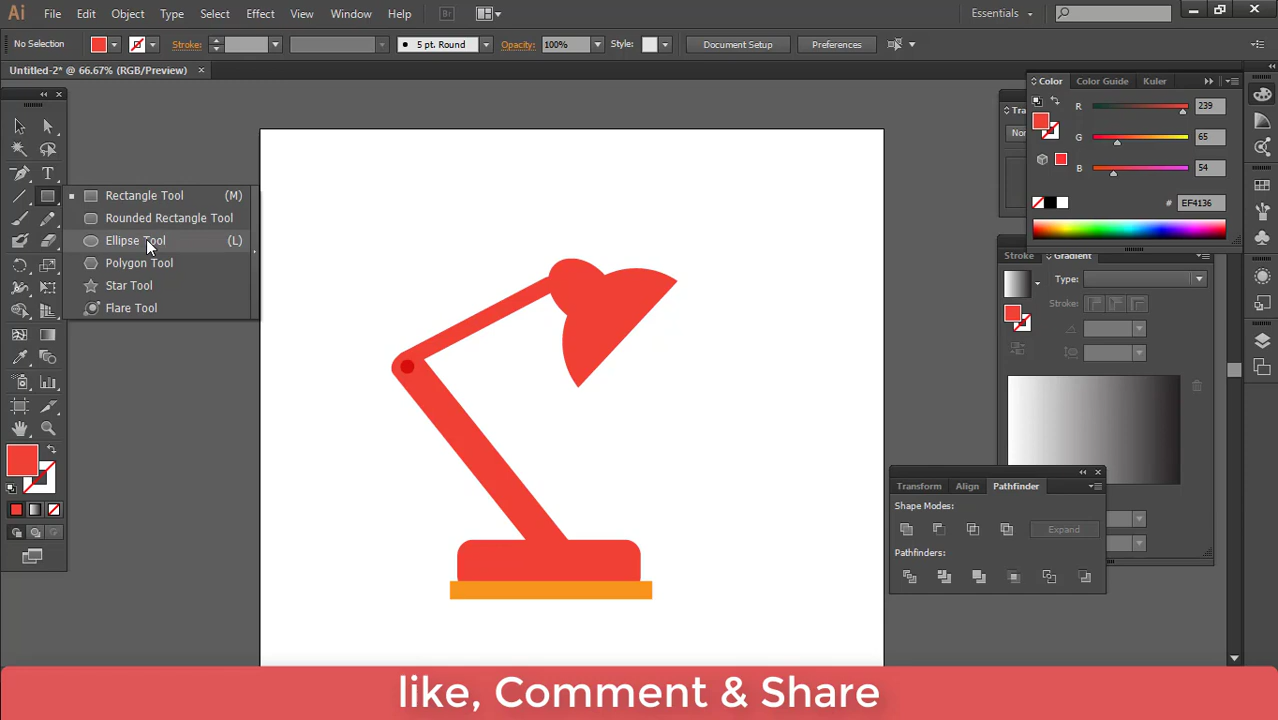 Ai File Edit Object Type Select Effect View Window Help Br Essentials
No Selection Stroke: 5 pt. Round Opacity: 100% Style: Document Setup Preferences
Untitled-2* @ 66.67% (RGB/Preview)
Color Color Guide Kuler
R 239
G 65
B 54
# EF4136
Rectangle Tool (M)
Rounded Rectangle Tool
Ellipse Tool (L)
Polygon Tool
Star Tool
Flare Tool
Stroke Gradient
Type:
Stroke:
Transform Align Pathfinder
Shape Modes:
Expand
Pathfinders:
like, Comment & Share